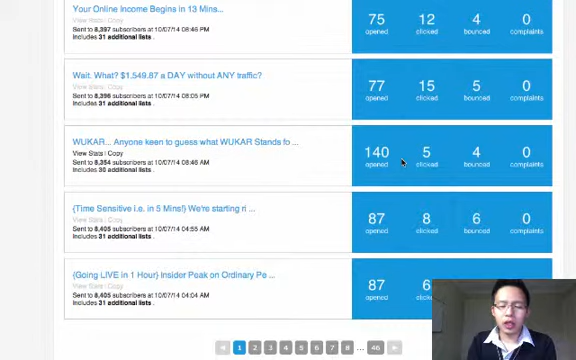 Your Online Income Begins in 13 Mins...
View Stats | Copy
Sent to 8,397 subscribers at 10/07/14 08:46 PM
Includes 31 additional lists .
75 12 4 0
opened clicked bounced complaints
Wait. What? $1,549.87 a DAY without ANY traffic?
View Stats | Copy
Sent to 8,398 subscribers at 10/07/14 08:05 PM
Includes 31 additional lists .
77 15 5 0
opened clicked bounced complaints
WUKAR... Anyone keen to guess what WUKAR Stands fo ...
View Stats | Copy
Sent to 8,354 subscribers at 10/07/14 08:46 AM
Includes 30 additional lists .
140 5 4 0
opened clicked bounced complaints
{Time Sensitive i.e. in 5 Mins!} We're starting ri ...
View Stats | Copy
Sent to 8,405 subscribers at 10/07/14 04:55 AM
Includes 31 additional lists .
87 8 6 0
opened clicked bounced complaints
{Going LIVE in 1 Hour} Insider Peak on Ordinary Pe ...
View Stats | Copy
Sent to 8,405 subscribers at 10/07/14 04:04 AM
Includes 31 additional lists .
87 6
opened
1 2 3 4 5 6 7 8 ... 46